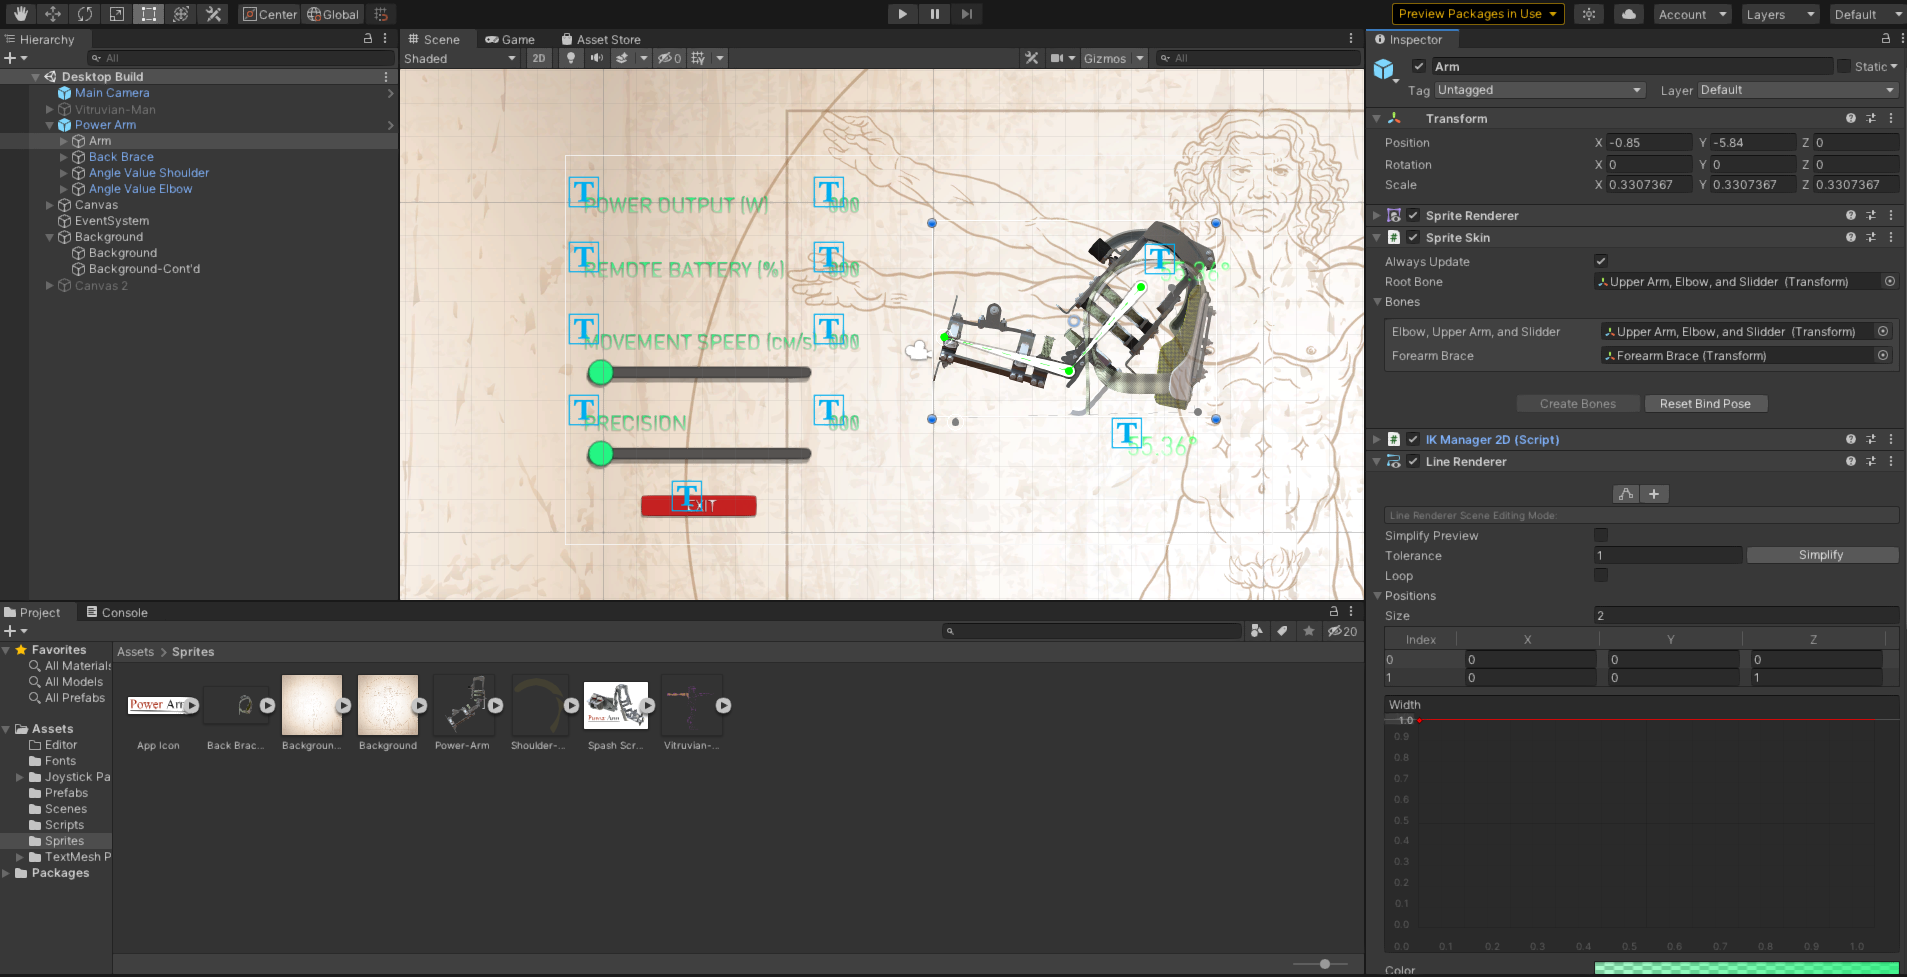 Center Global
Preview Packages in Use
Account
Layers
Default
Hierarchy
All
Desktop Build
Main Camera
Vitruvian-Man
Power Arm
Arm
Back Brace
Angle Value Shoulder
Angle Value Elbow
Canvas
EventSystem
Background
Background
Background-Cont'd
Canvas 2
Scene Game Asset Store
Shaded 2D 0 Gizmos All
T T
POWER OUTPUT (W) 000
T T
REMOTE BATTERY (%) 000
T T
MOVEMENT SPEED (CM/S) 000
T T
PRECISION 000
T
EXIT
T
55.36°
T
55.36°
Inspector
Arm Static
Tag Untagged Layer Default
Transform
Position X -0.85 Y -5.84 Z 0
Rotation X 0 Y 0 Z 0
Scale X 0.3307367 Y 0.3307367 Z 0.3307367
Sprite Renderer
# Sprite Skin
Always Update
Root Bone Upper Arm, Elbow, and Slidder (Transform)
Bones
Elbow, Upper Arm, and Slidder Upper Arm, Elbow, and Slidder (Transform)
Forearm Brace Forearm Brace (Transform)
Create Bones Reset Bind Pose
# IK Manager 2D (Script)
Line Renderer
Line Renderer Scene Editing Mode:
Simplify Preview
Tolerance 1 Simplify
Loop
Positions
Size 2
Index X Y Z
0 0 0 0
1 0 0 1
Width
1.0
0.9
0.8
0.7
0.6
0.5
0.4
0.3
0.2
0.1
0.0
0.0 0.1 0.2 0.3 0.4 0.5 0.6 0.7 0.8 0.9 1.0
Color
Project Console
20
Favorites
All Materials
All Models
All Prefabs
Assets
Editor
Fonts
Joystick Pa
Prefabs
Scenes
Scripts
Sprites
TextMesh P
Packages
Assets > Sprites
Power Arm
Power Arm
App Icon Back Brac... Backgroun... Background Power-Arm Shoulder-... Spash Scr... Vitruvian-...